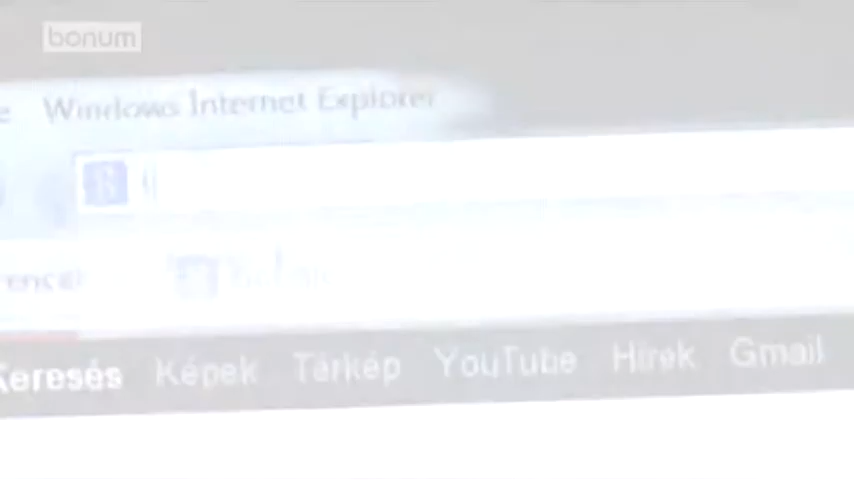 bonum
Windows Internet Explorer
Keresés Képek Térkép YouTube Hírek Gmail